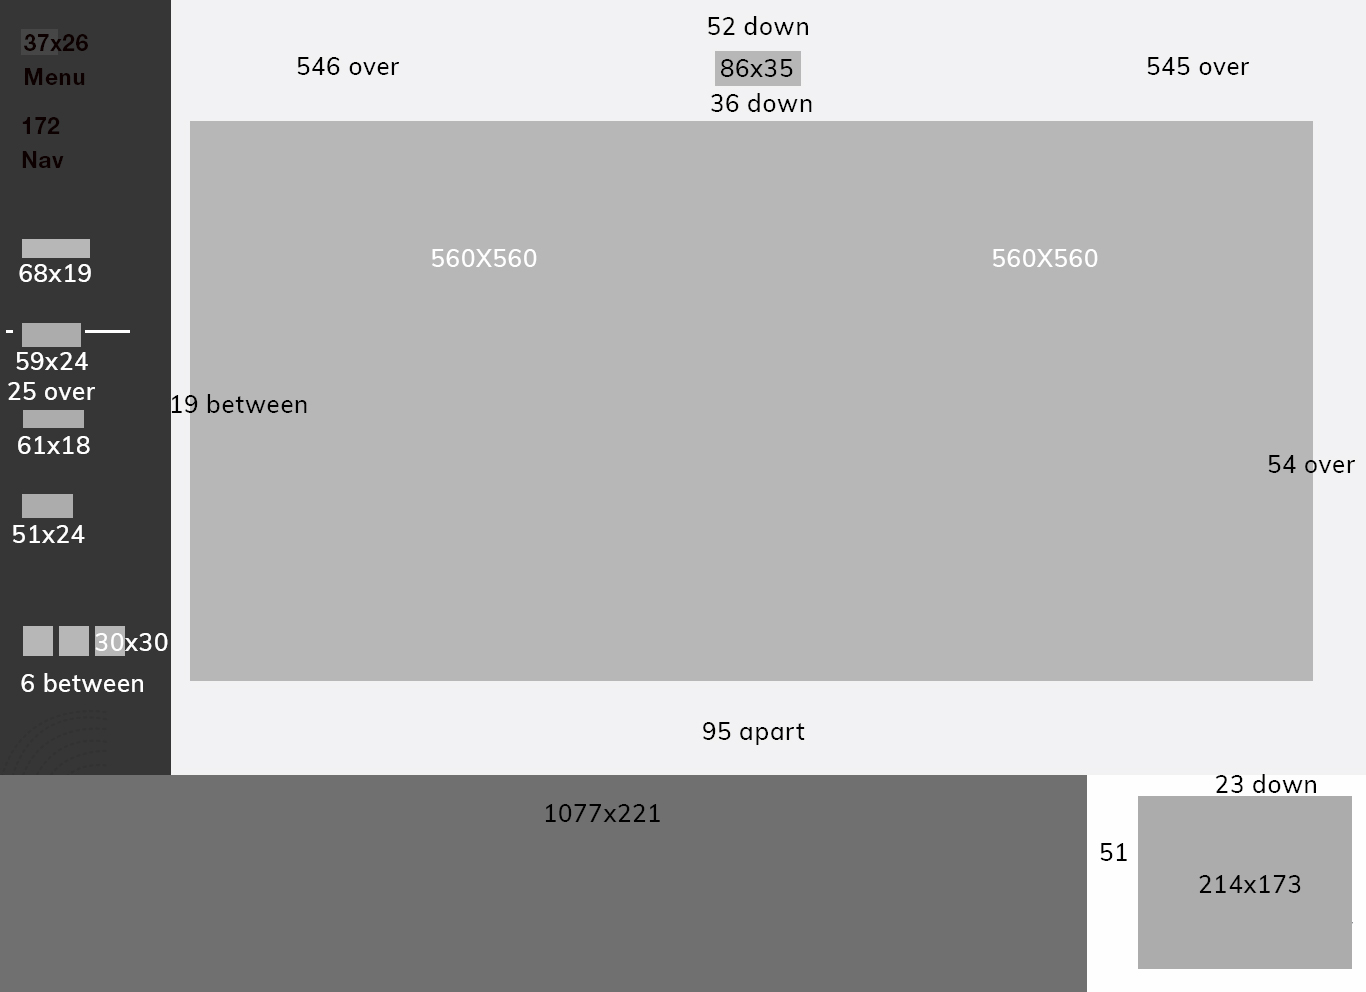 37x26
Menu
172
Nav
68x19
59x24
25 over
61x18
51x24
30x30
6 between
52 down
546 over
86x35
545 over
36 down
560X560
560X560
19 between
54 over
95 apart
1077x221
23 down
51
214x173